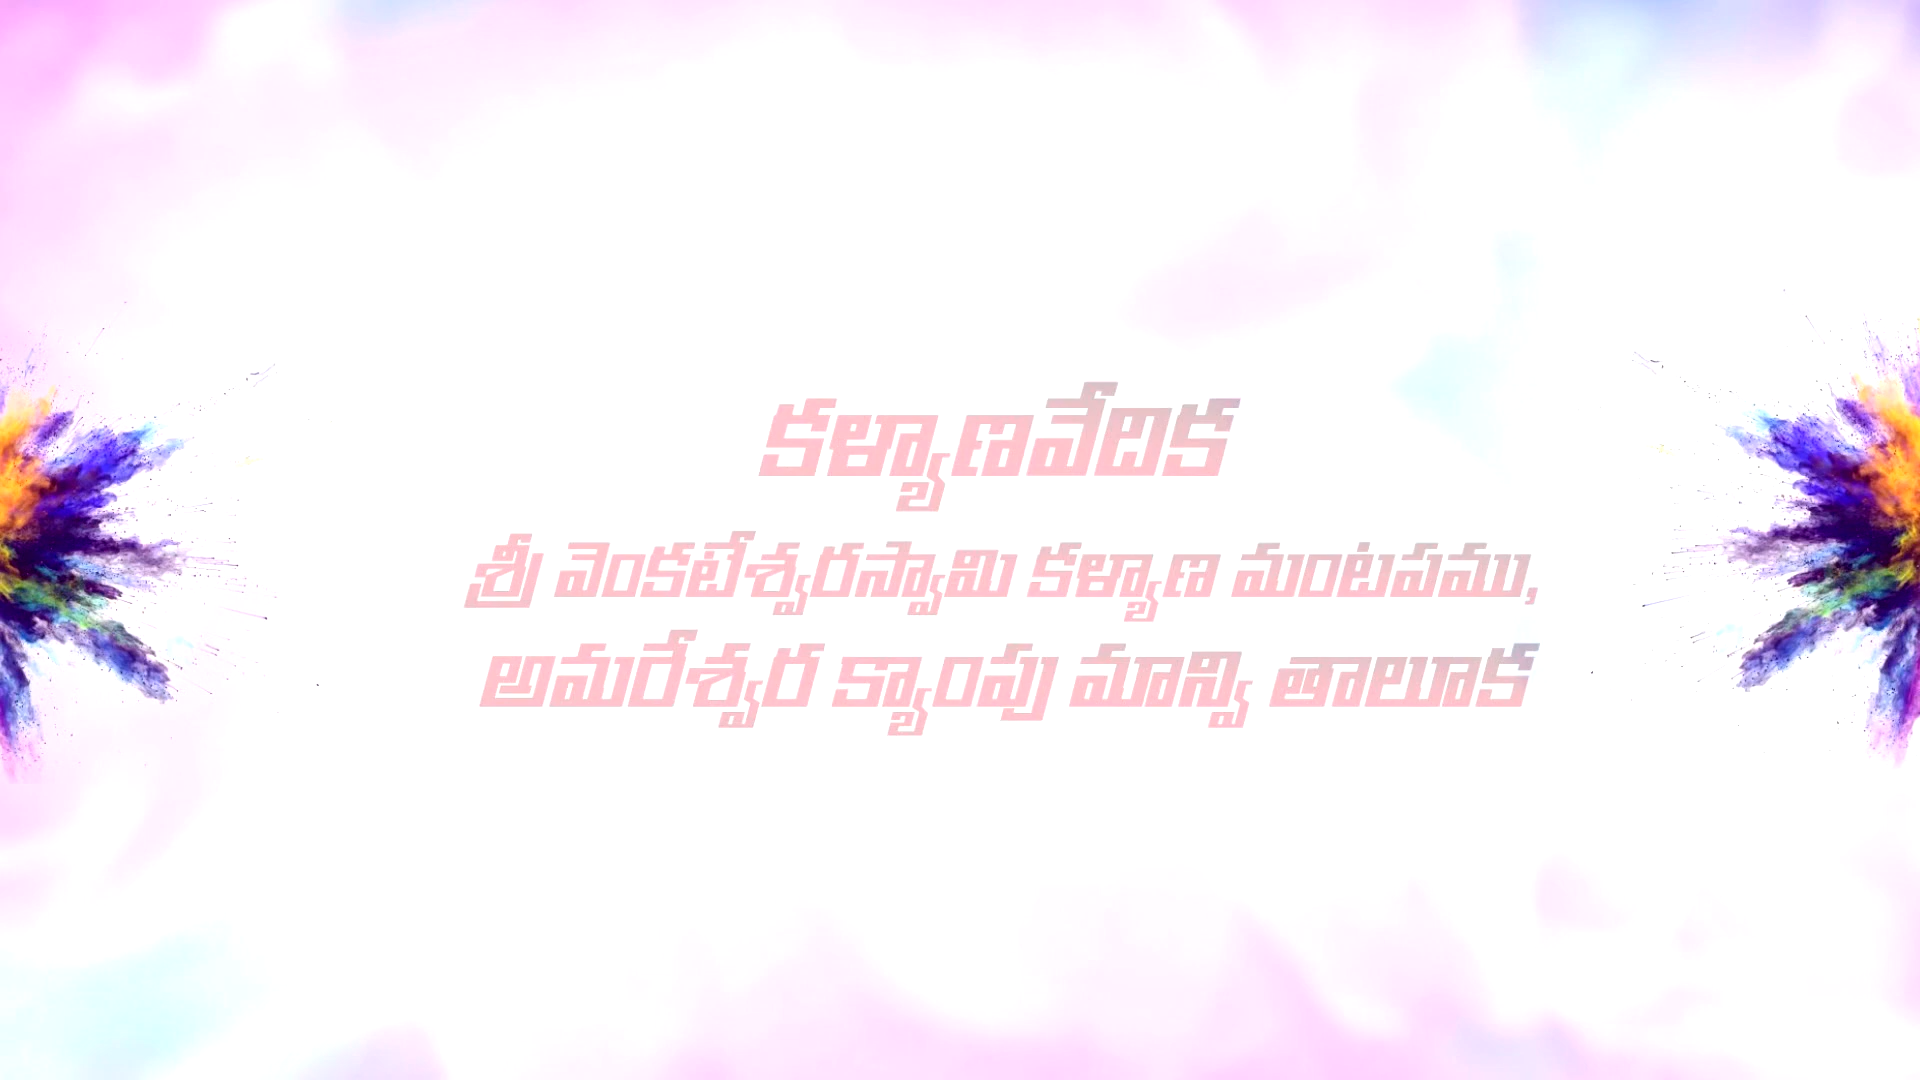 కళ్యాణవేదిక
శ్రీ వెంకటేశ్వరస్వామి కళ్యాణ మంటపము,
అమరేశ్వర క్యాంపు మాన్వి తాలూక